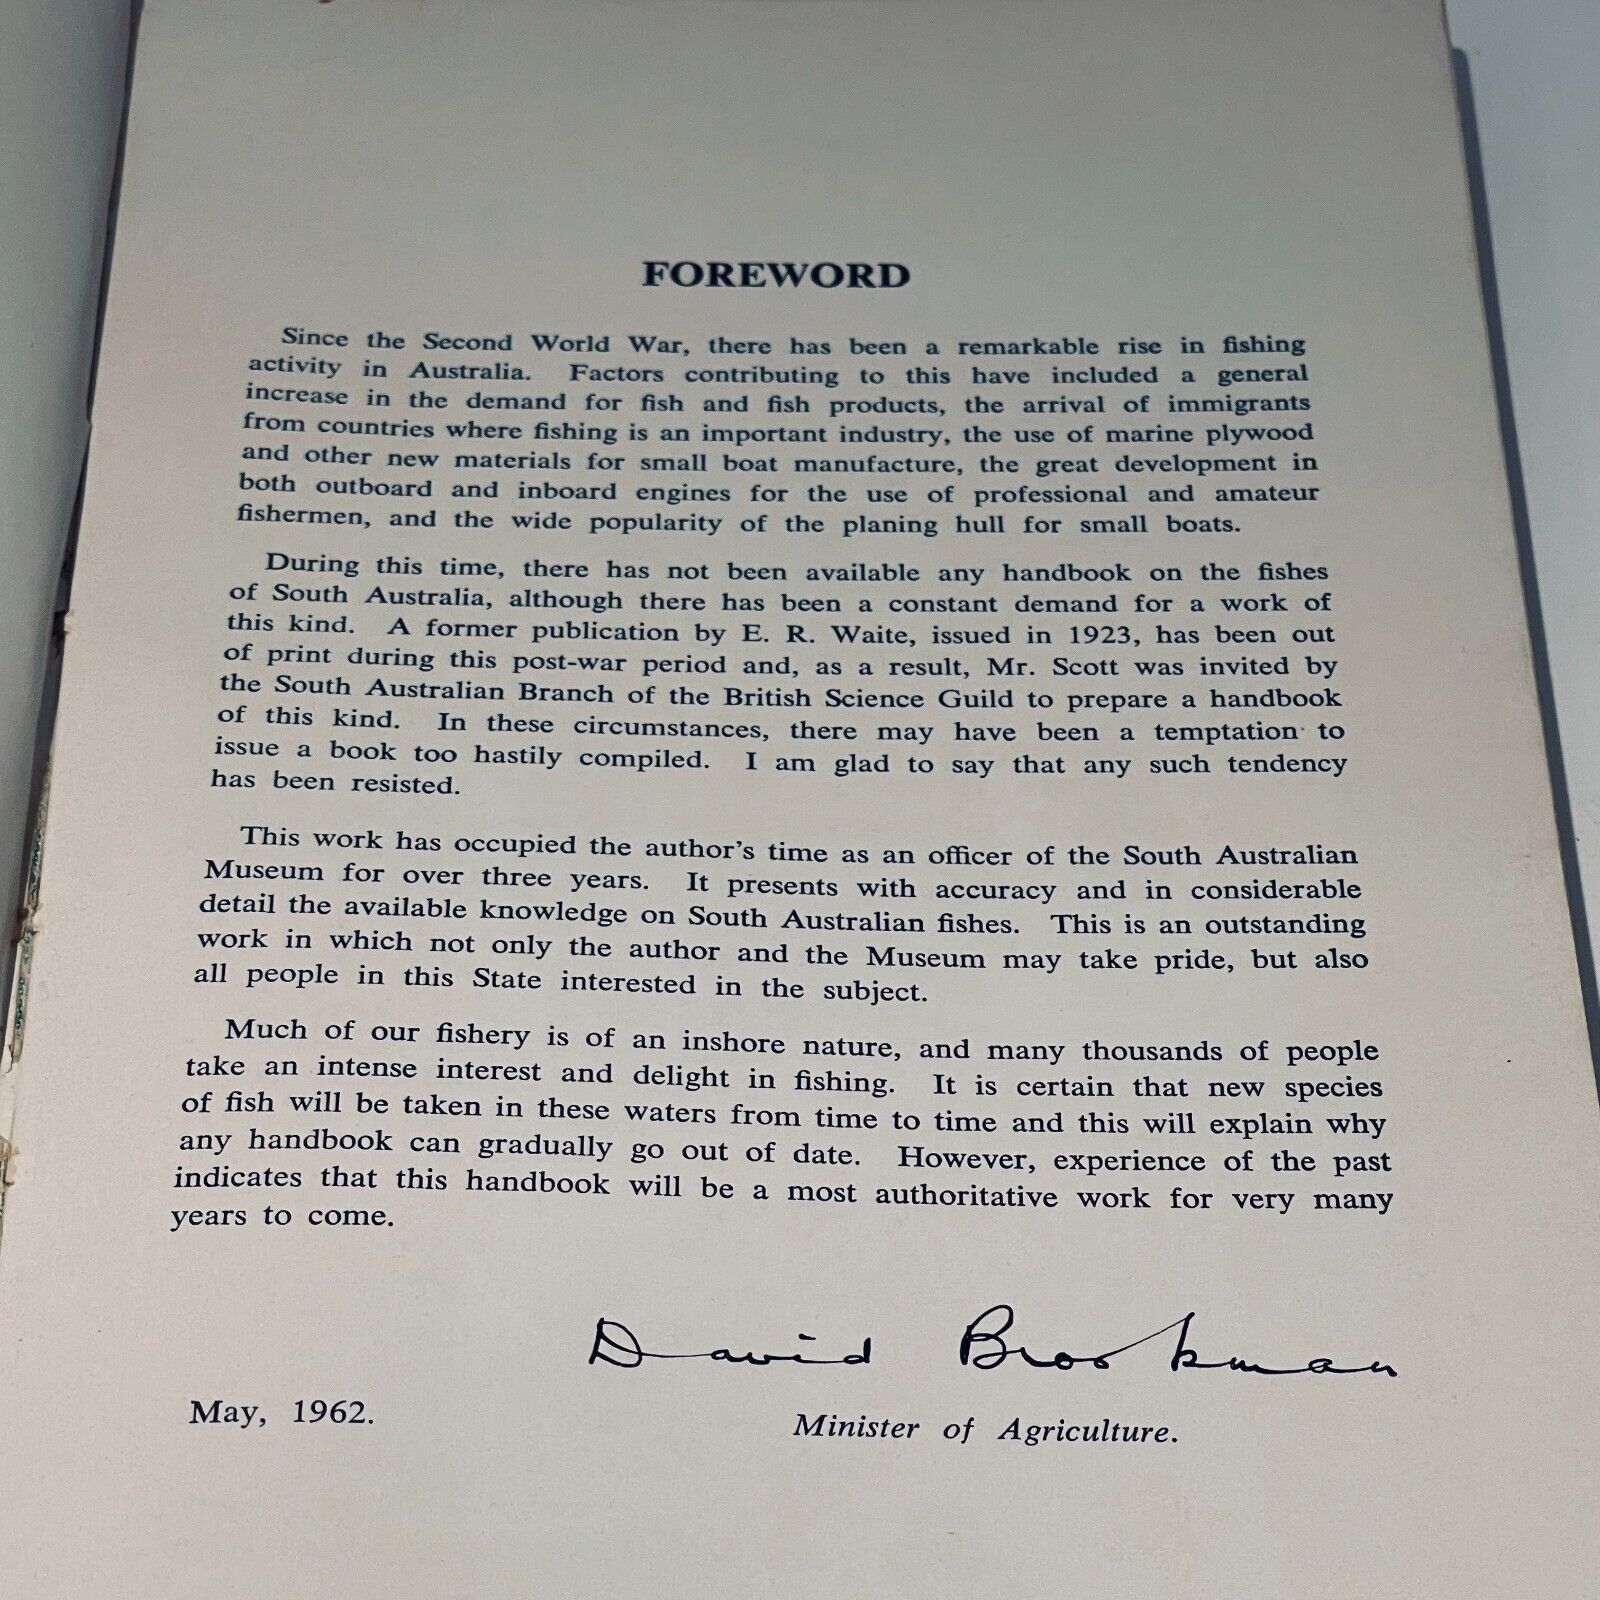 FOREWORD
Since the Second World War, there has been a remarkable rise in fishing
activity in Australia. Factors contributing to this have included a general
increase in the demand for fish and fish products, the arrival of immigrants
from countries where fishing is an important industry, the use of marine plywood
and other new materials for small boat manufacture, the great development in
both outboard and inboard engines for the use of professional and amateur
fishermen, and the wide popularity of the planing hull for small boats.
During this time, there has not been available any handbook on the fishes
of South Australia, although there has been a constant demand for a work of
this kind. A former publication by E. R. Waite, issued in 1923, has been out
of print during this post-war period and, as a result, Mr. Scott was invited by
the South Australian Branch of the British Science Guild to prepare a handbook
of this kind. In these circumstances, there may have been a temptation to
issue a book too hastily compiled. I am glad to say that any such tendency
has been resisted.
This work has occupied the author's time as an officer of the South Australian
Museum for over three years. It presents with accuracy and in considerable
detail the available knowledge on South Australian fishes. This is an outstanding
work in which not only the author and the Museum may take pride, but also
all people in this State interested in the subject.
Much of our fishery is of an inshore nature, and many thousands of people
take an intense interest and delight in fishing. It is certain that new species
of fish will be taken in these waters from time to time and this will explain why
any handbook can gradually go out of date. However, experience of the past
indicates that this handbook will be a most authoritative work for very many
years to come.
David Brookman
May, 1962.
Minister of Agriculture.